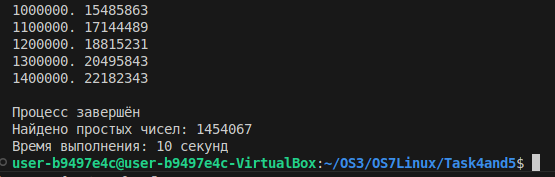 1000000. 15485863
1100000. 17144489
1200000. 18815231
1300000. 20495843
1400000. 22182343
Процесс завершён
Найдено простых чисел: 1454067
Время выполнения: 10 секунд
user-b9497e4c@user-b9497e4c-VirtualBox:~/OS3/OS7Linux/Task4and5$